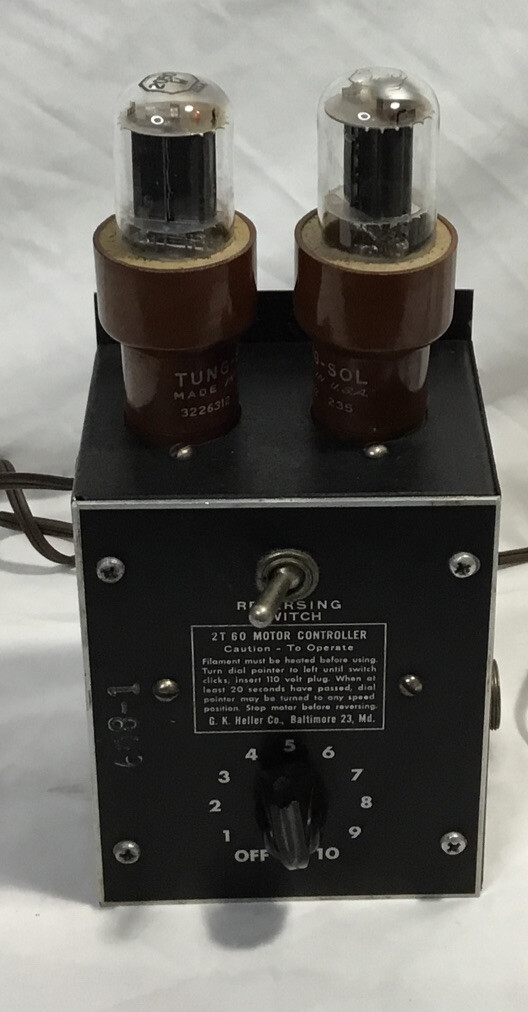 TUNG-
MADE IN
3226312
-SOL
IN U.S.A.
235
REVERSING
SWITCH
2T 60 MOTOR CONTROLLER
Caution - To Operate
Filament must be heated before using.
Turn dial pointer to left until switch
clicks, insert 110 volt plug. When at
least 20 seconds have passed, dial
pointer may be turned to any speed
position. Stop motor before reversing.
G. K. Heller Co., Baltimore 23, Md.
5
4 6
3 7
2 8
1 9
OFF 10